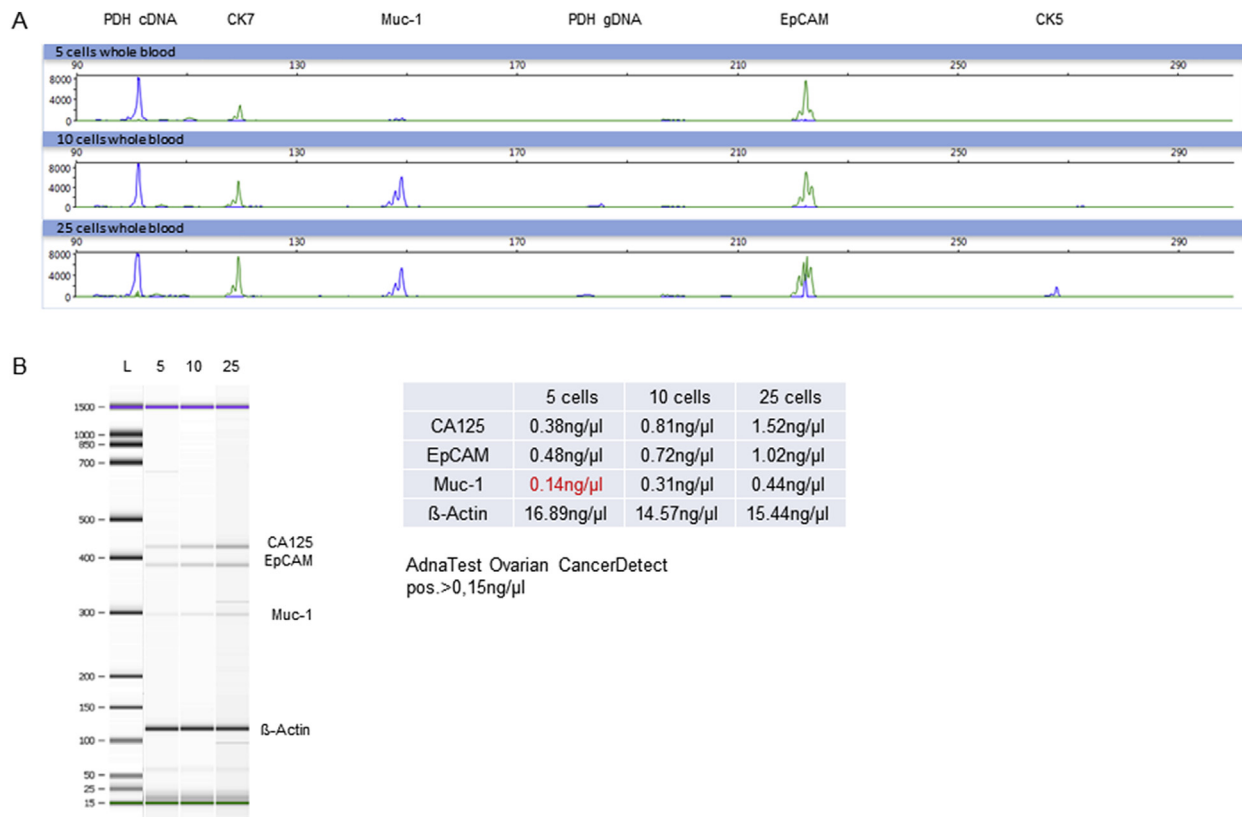 A
PDH cDNA CK7 Muc-1 PDH gDNA EpCAM CK5
5 cells whole blood
90 130 170 210 250 290
8000
4000
0
10 cells whole blood
90 130 170 210 250 290
8000
4000
0
25 cells whole blood
90 130 170 210 250 290
8000
4000
0
B
L 5 10 25
1500
1000
850
700
500
400
300
200
150
100
50
25
15
CA125
EpCAM
Muc-1
ß-Actin
5 cells 10 cells 25 cells
CA125 0.38ng/µl 0.81ng/µl 1.52ng/µl
EpCAM 0.48ng/µl 0.72ng/µl 1.02ng/µl
Muc-1 0.14ng/µl 0.31ng/µl 0.44ng/µl
ß-Actin 16.89ng/µl 14.57ng/µl 15.44ng/µl
AdnaTest Ovarian CancerDetect
pos.>0,15ng/µl